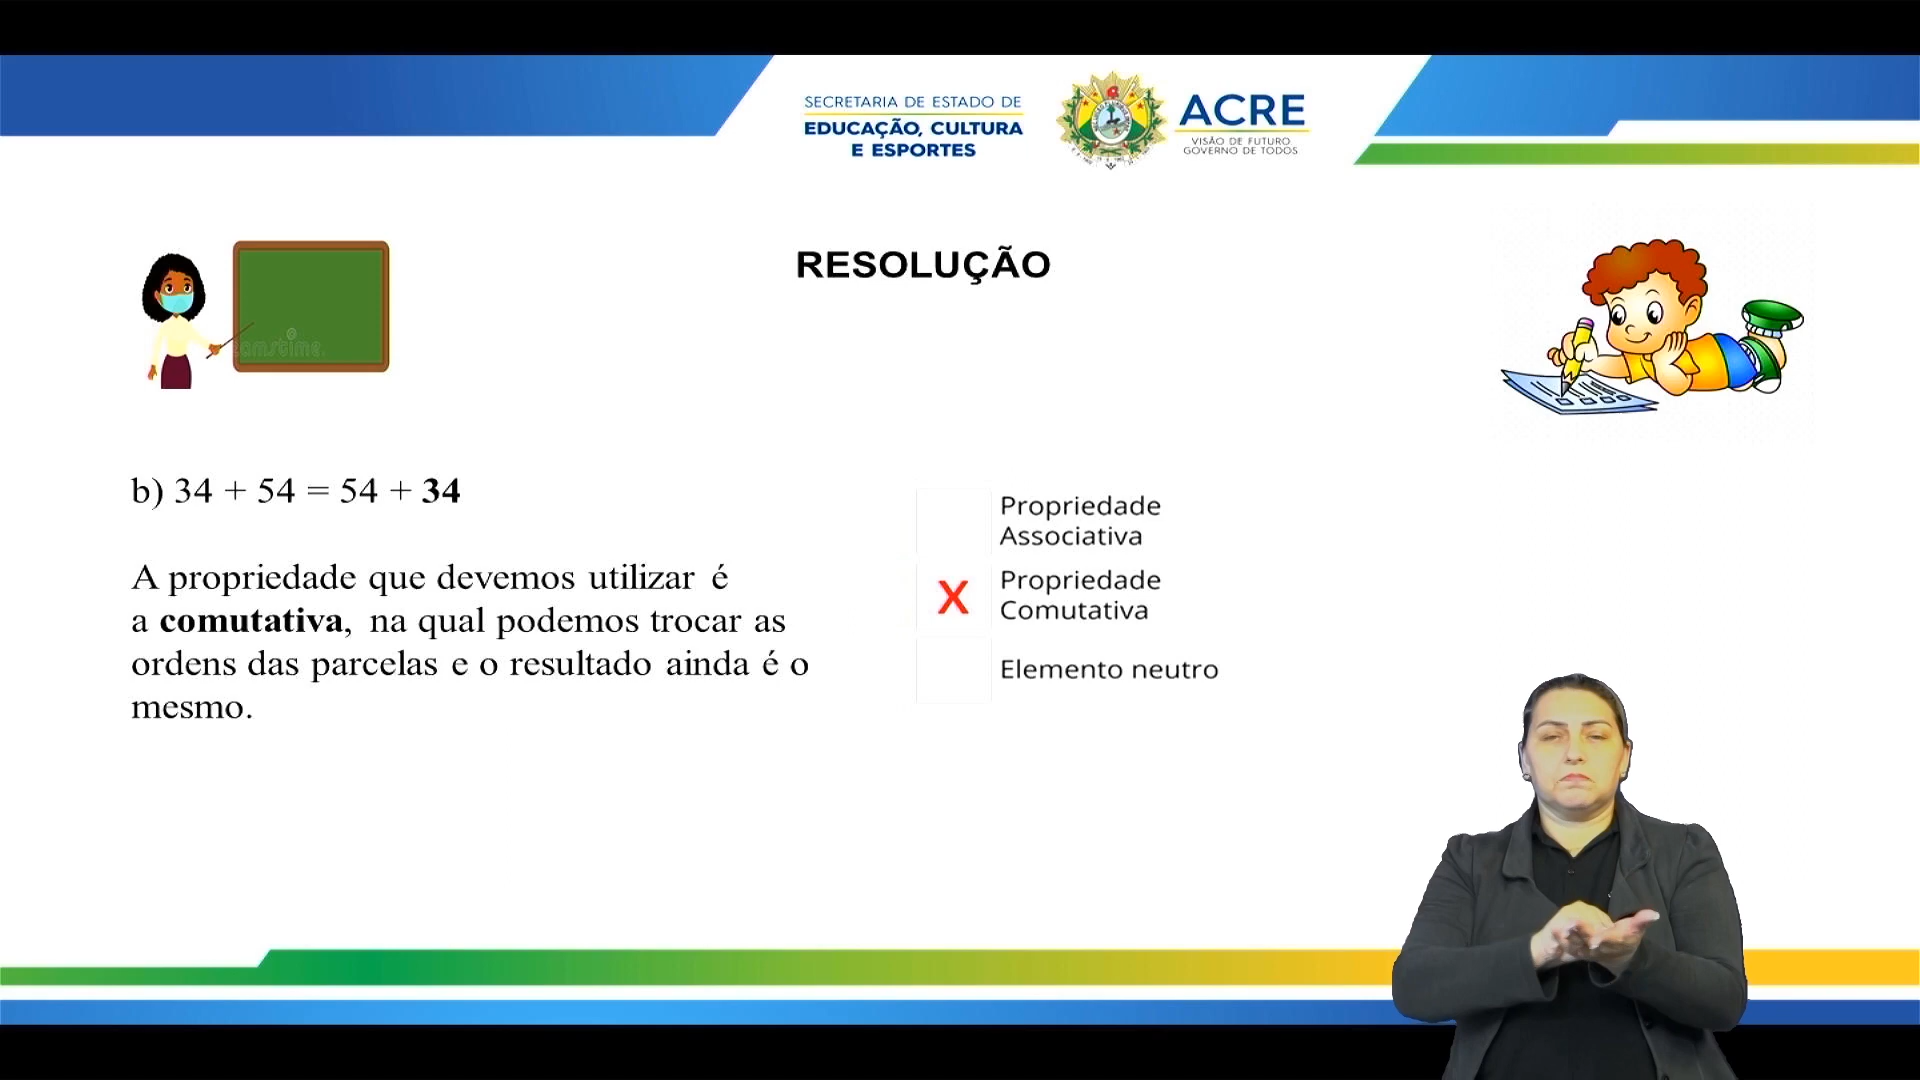 SECRETARIA DE ESTADO DE
EDUCAÇÃO, CULTURA
E ESPORTES
ACRE
VISÃO DE FUTURO
GOVERNO DE TODOS
RESOLUÇÃO
b) 34 + 54 = 54 + 34
A propriedade que devemos utilizar é
a comutativa, na qual podemos trocar as
ordens das parcelas e o resultado ainda é o
mesmo.
Propriedade
Associativa
X
Propriedade
Comutativa
Elemento neutro